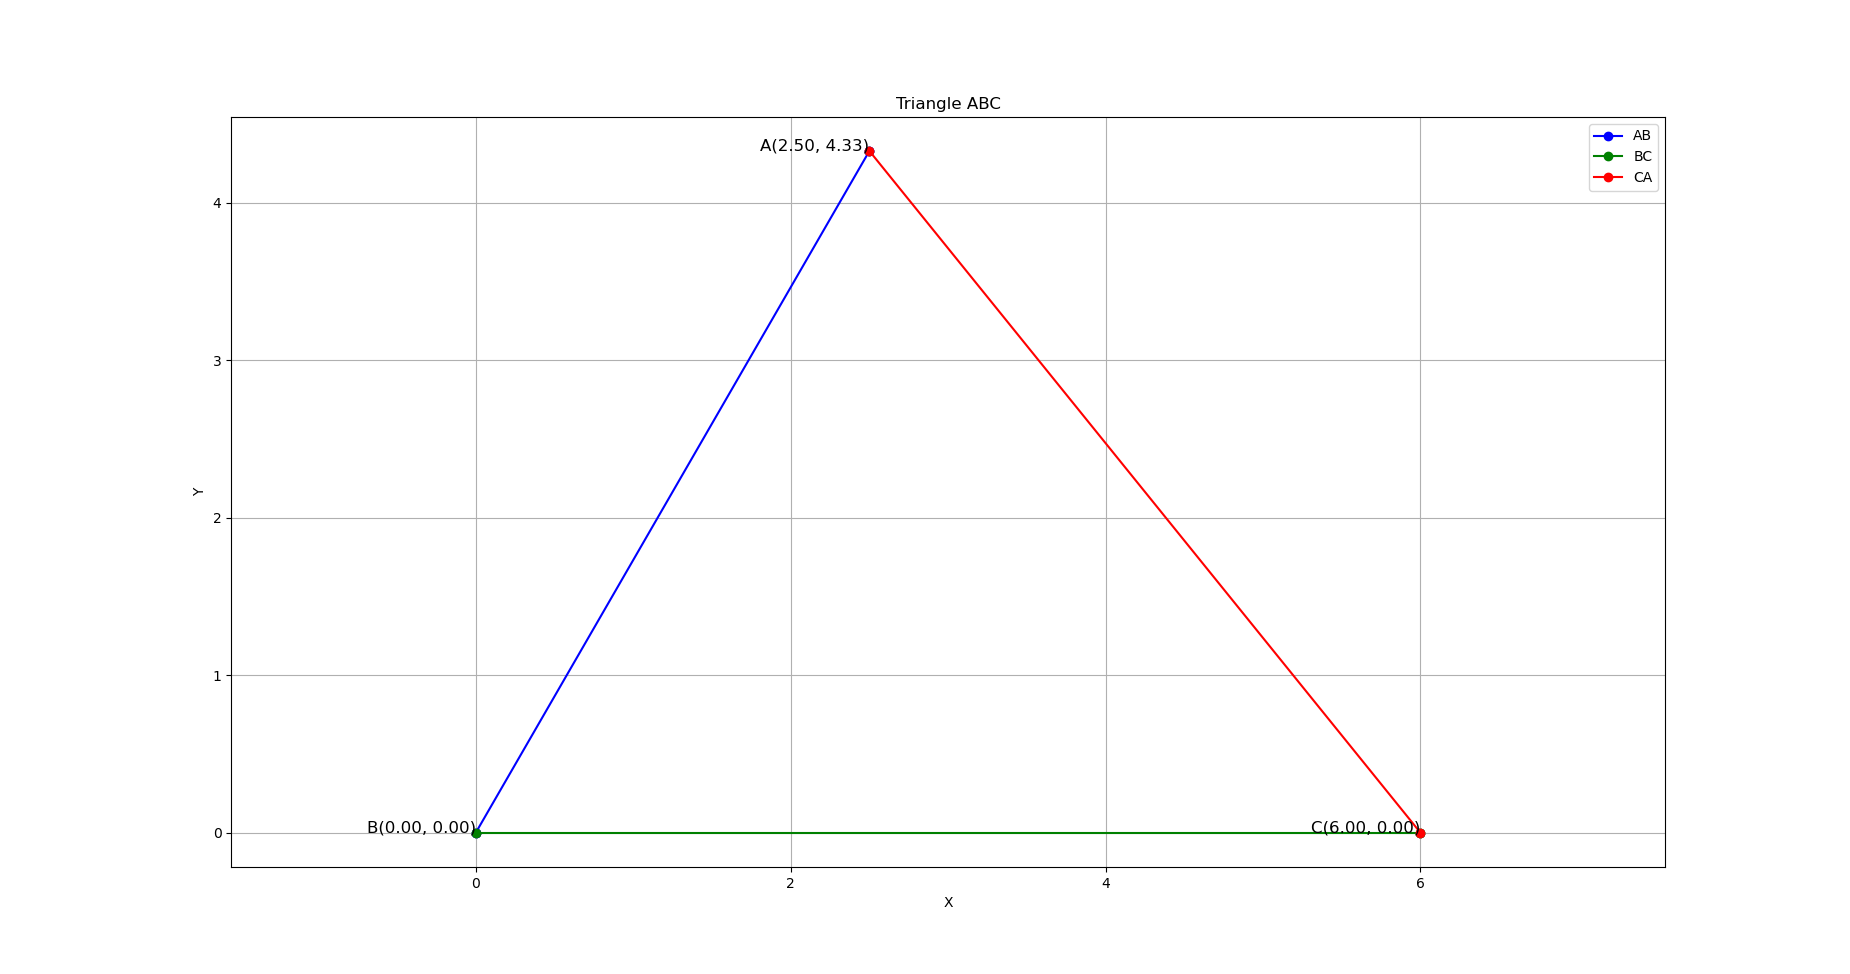 Triangle ABC
A(2.50, 4.33)
AB
BC
CA
4
3
2
1
0
Y
B(0.00, 0.00)
C(6.00, 0.00)
0
2
4
6
X